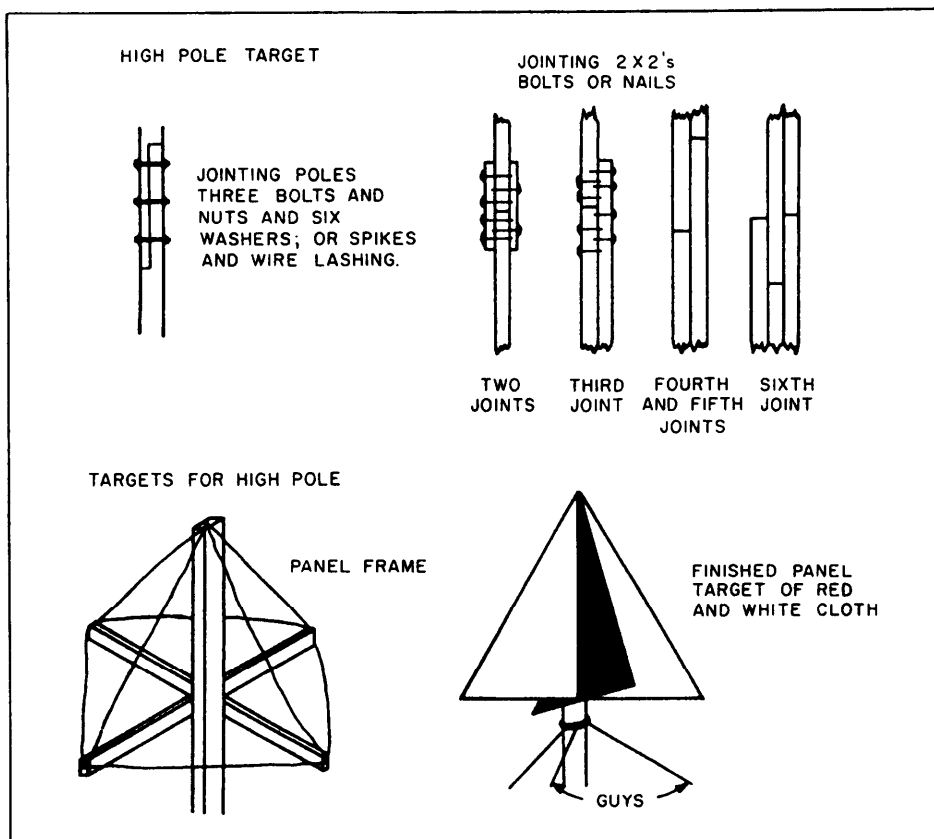 HIGH POLE TARGET
JOINTING POLES
THREE BOLTS AND
NUTS AND SIX
WASHERS; OR SPIKES
AND WIRE LASHING.
JOINTING 2 X 2's
BOLTS OR NAILS
TWO
JOINTS
THIRD
JOINT
FOURTH
AND FIFTH
JOINTS
SIXTH
JOINT
TARGETS FOR HIGH POLE
PANEL FRAME
FINISHED PANEL
TARGET OF RED
AND WHITE CLOTH
GUYS